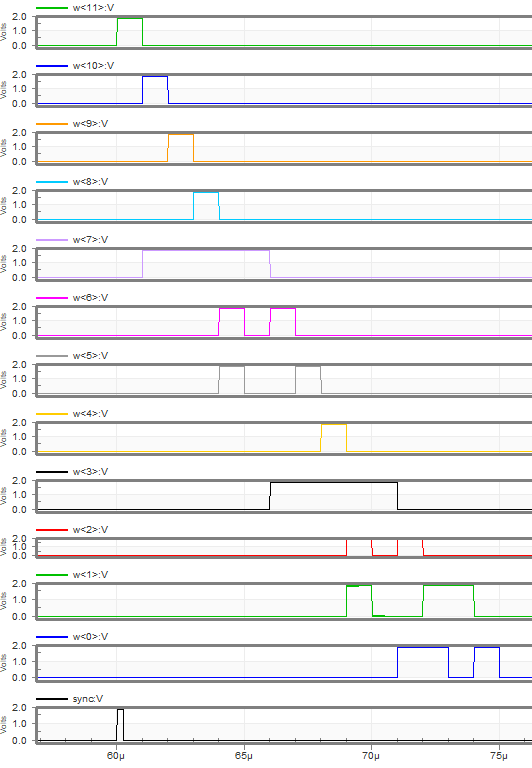 w<11>:V
2.0
1.0
0.0
Volts
w<10>:V
2.0
1.0
0.0
Volts
w<9>:V
2.0
1.0
0.0
Volts
w<8>:V
2.0
1.0
0.0
Volts
w<7>:V
2.0
1.0
0.0
Volts
w<6>:V
2.0
1.0
0.0
Volts
w<5>:V
2.0
1.0
0.0
Volts
w<4>:V
2.0
1.0
0.0
Volts
w<3>:V
2.0
1.0
0.0
Volts
w<2>:V
2.0
1.0
0.0
Volts
w<1>:V
2.0
1.0
0.0
Volts
w<0>:V
2.0
1.0
0.0
Volts
sync:V
2.0
1.0
0.0
Volts
60µ 65µ 70µ 75µ